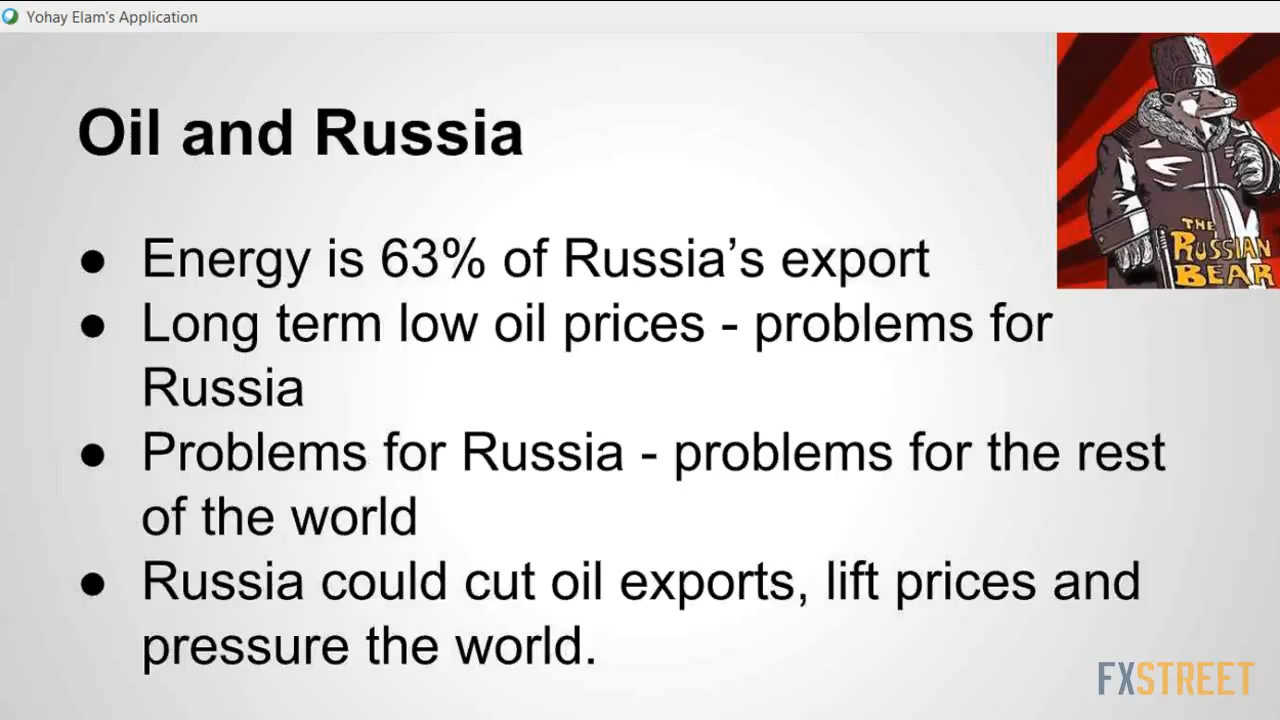 Yohay Elam's Application
Oil and Russia
THE
RUSSIAN
BEAR
● Energy is 63% of Russia’s export
● Long term low oil prices - problems for
Russia
● Problems for Russia - problems for the rest
of the world
● Russia could cut oil exports, lift prices and
pressure the world.
FXSTREET